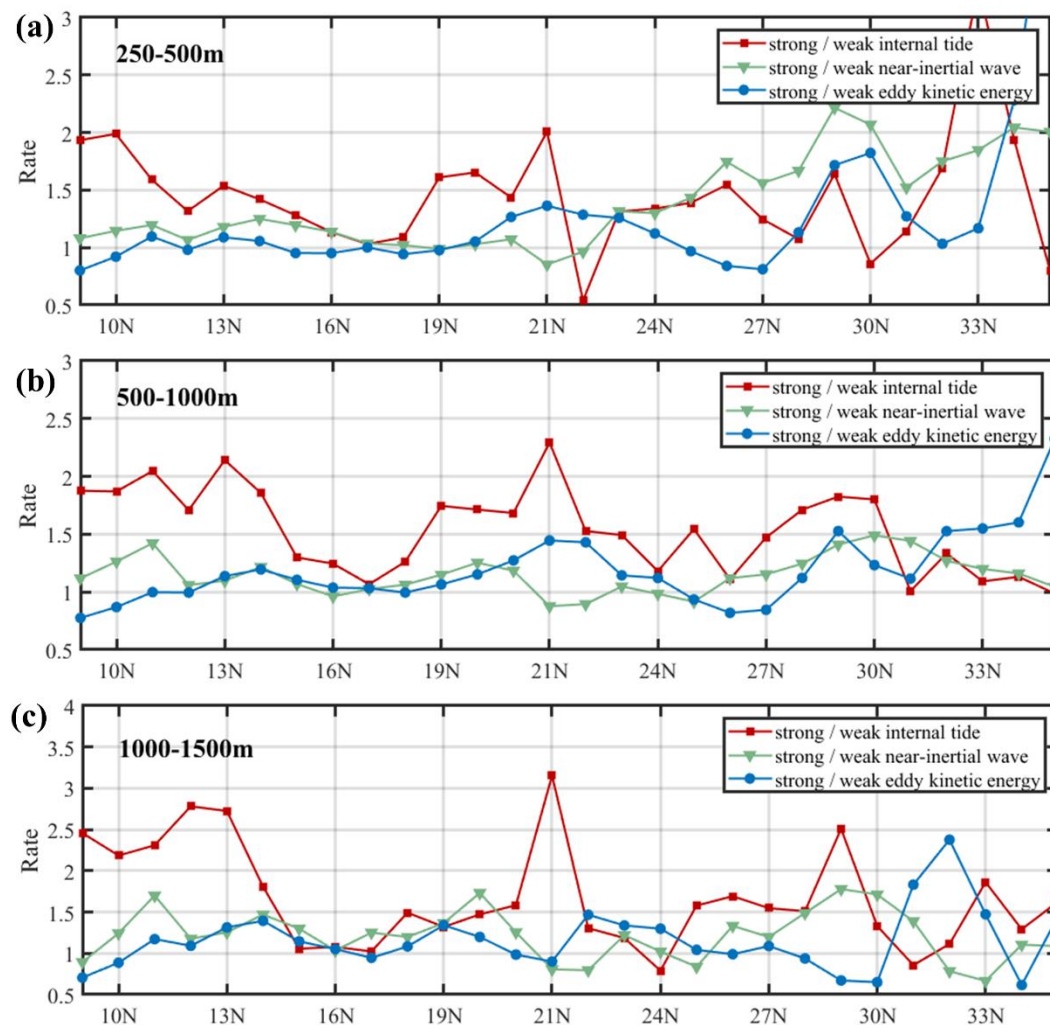 (a)
250-500m
strong / weak internal tide
strong / weak near-inertial wave
strong / weak eddy kinetic energy
Rate
3
2.5
2
1.5
1
0.5
10N 13N 16N 19N 21N 24N 27N 30N 33N
(b)
500-1000m
strong / weak internal tide
strong / weak near-inertial wave
strong / weak eddy kinetic energy
Rate
3
2.5
2
1.5
1
0.5
10N 13N 16N 19N 21N 24N 27N 30N 33N
(c)
1000-1500m
strong / weak internal tide
strong / weak near-inertial wave
strong / weak eddy kinetic energy
Rate
4
3.5
3
2.5
2
1.5
1
0.5
10N 13N 16N 19N 21N 24N 27N 30N 33N